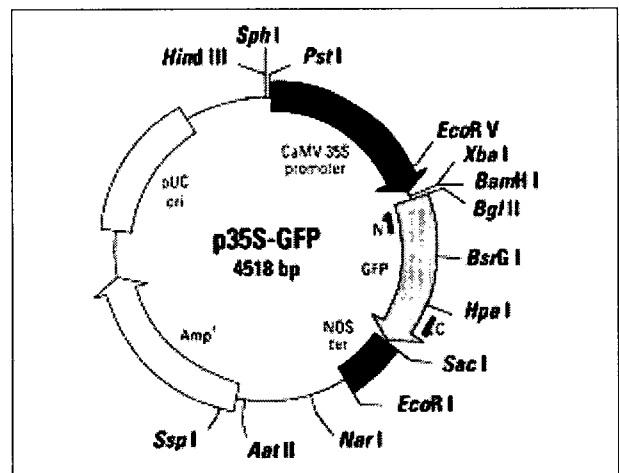 Sph I
Hind III
Pst I
EcoR V
CaMV 35S
promoter
Xba I
BamH I
Bgl II
pUC
ori
N
p35S-GFP
4518 bp
GFP
BsrG I
Hpa I
C
NOS
ter
Ampʳ
Sac I
EcoR I
Ssp I
Aat II
Nar I